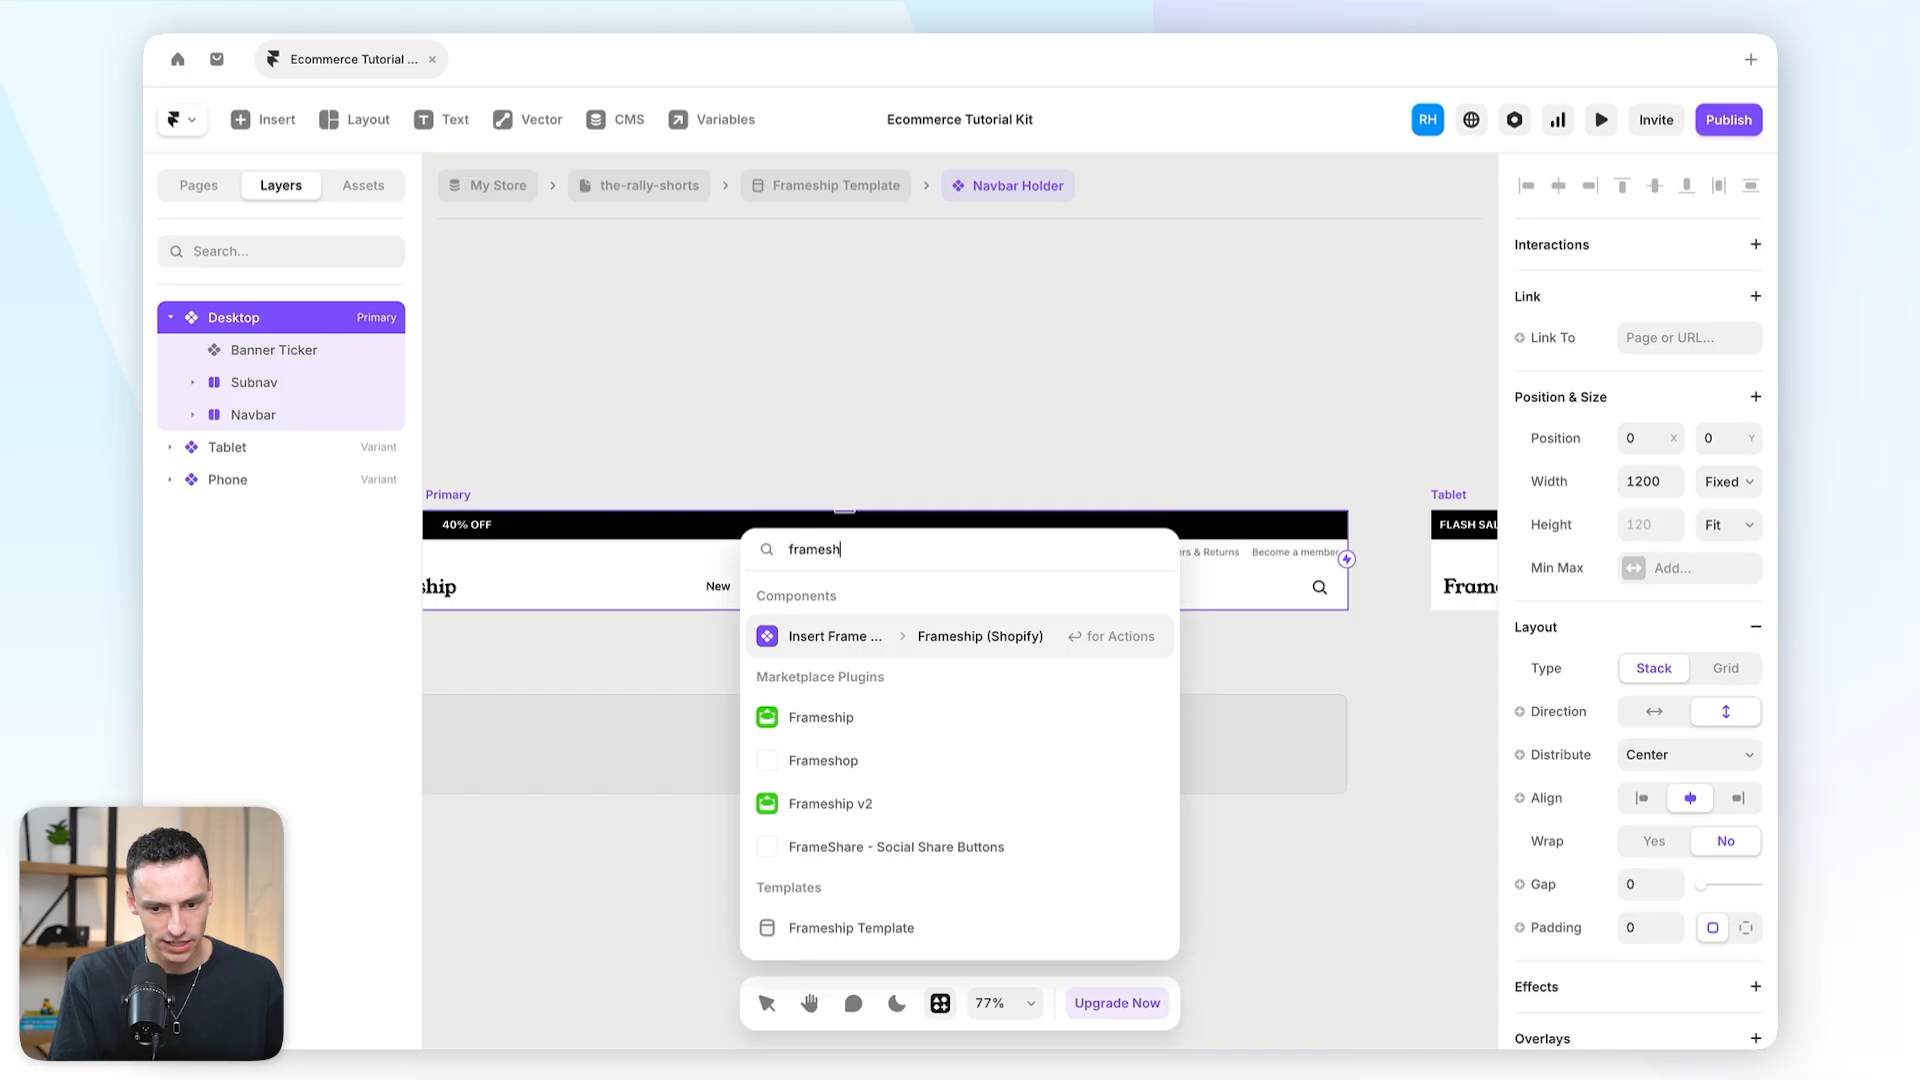 Ecommerce Tutorial ...
Insert
Layout
Text
Vector
CMS
Variables
Ecommerce Tutorial Kit
RH
Invite
Publish
Pages
Layers
Assets
My Store
the-rally-shorts
Frameship Template
Navbar Holder
Search...
Desktop
Primary
Banner Ticker
Subnav
Navbar
Tablet
Variant
Phone
Variant
Primary
Tablet
40% OFF
FLASH SAL
ers & Returns
Become a member
ship
New
Frame
framesh
Components
Insert Frame ...
Frameship (Shopify)
for Actions
Marketplace Plugins
Frameship
Frameshop
Frameship v2
FrameShare - Social Share Buttons
Templates
Frameship Template
77%
Upgrade Now
Interactions
Link
Link To
Page or URL...
Position & Size
Position
0
X
0
Y
Width
1200
Fixed
Height
120
Fit
Min Max
Add...
Layout
Type
Stack
Grid
Direction
Distribute
Center
Align
Wrap
Yes
No
Gap
0
Padding
0
Effects
Overlays